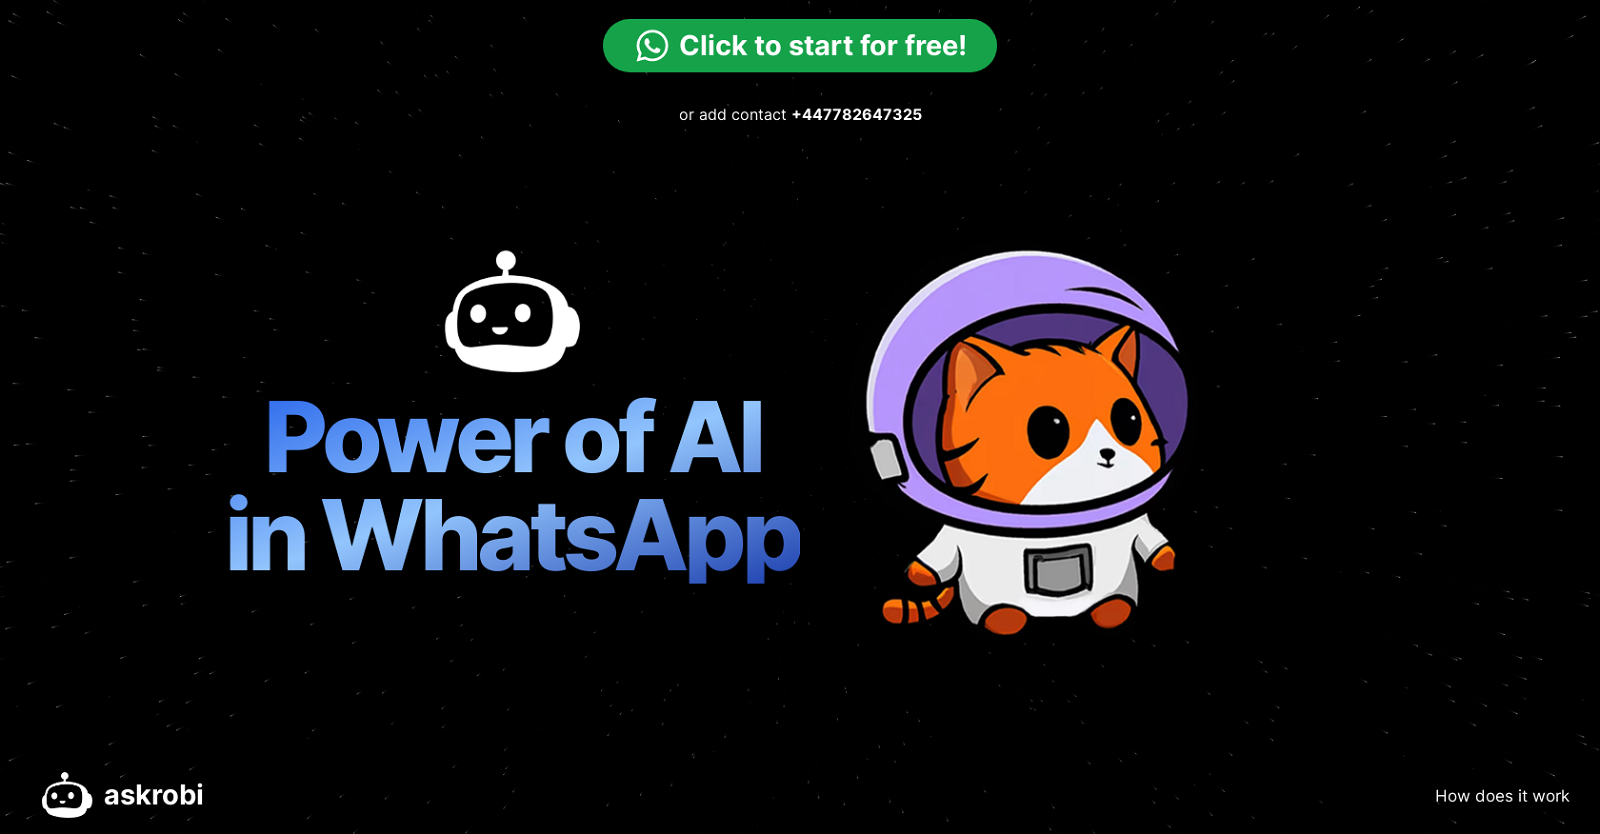 Click to start for free!
or add contact +447782647325
Power of AI
in WhatsApp
askrobi
How does it work